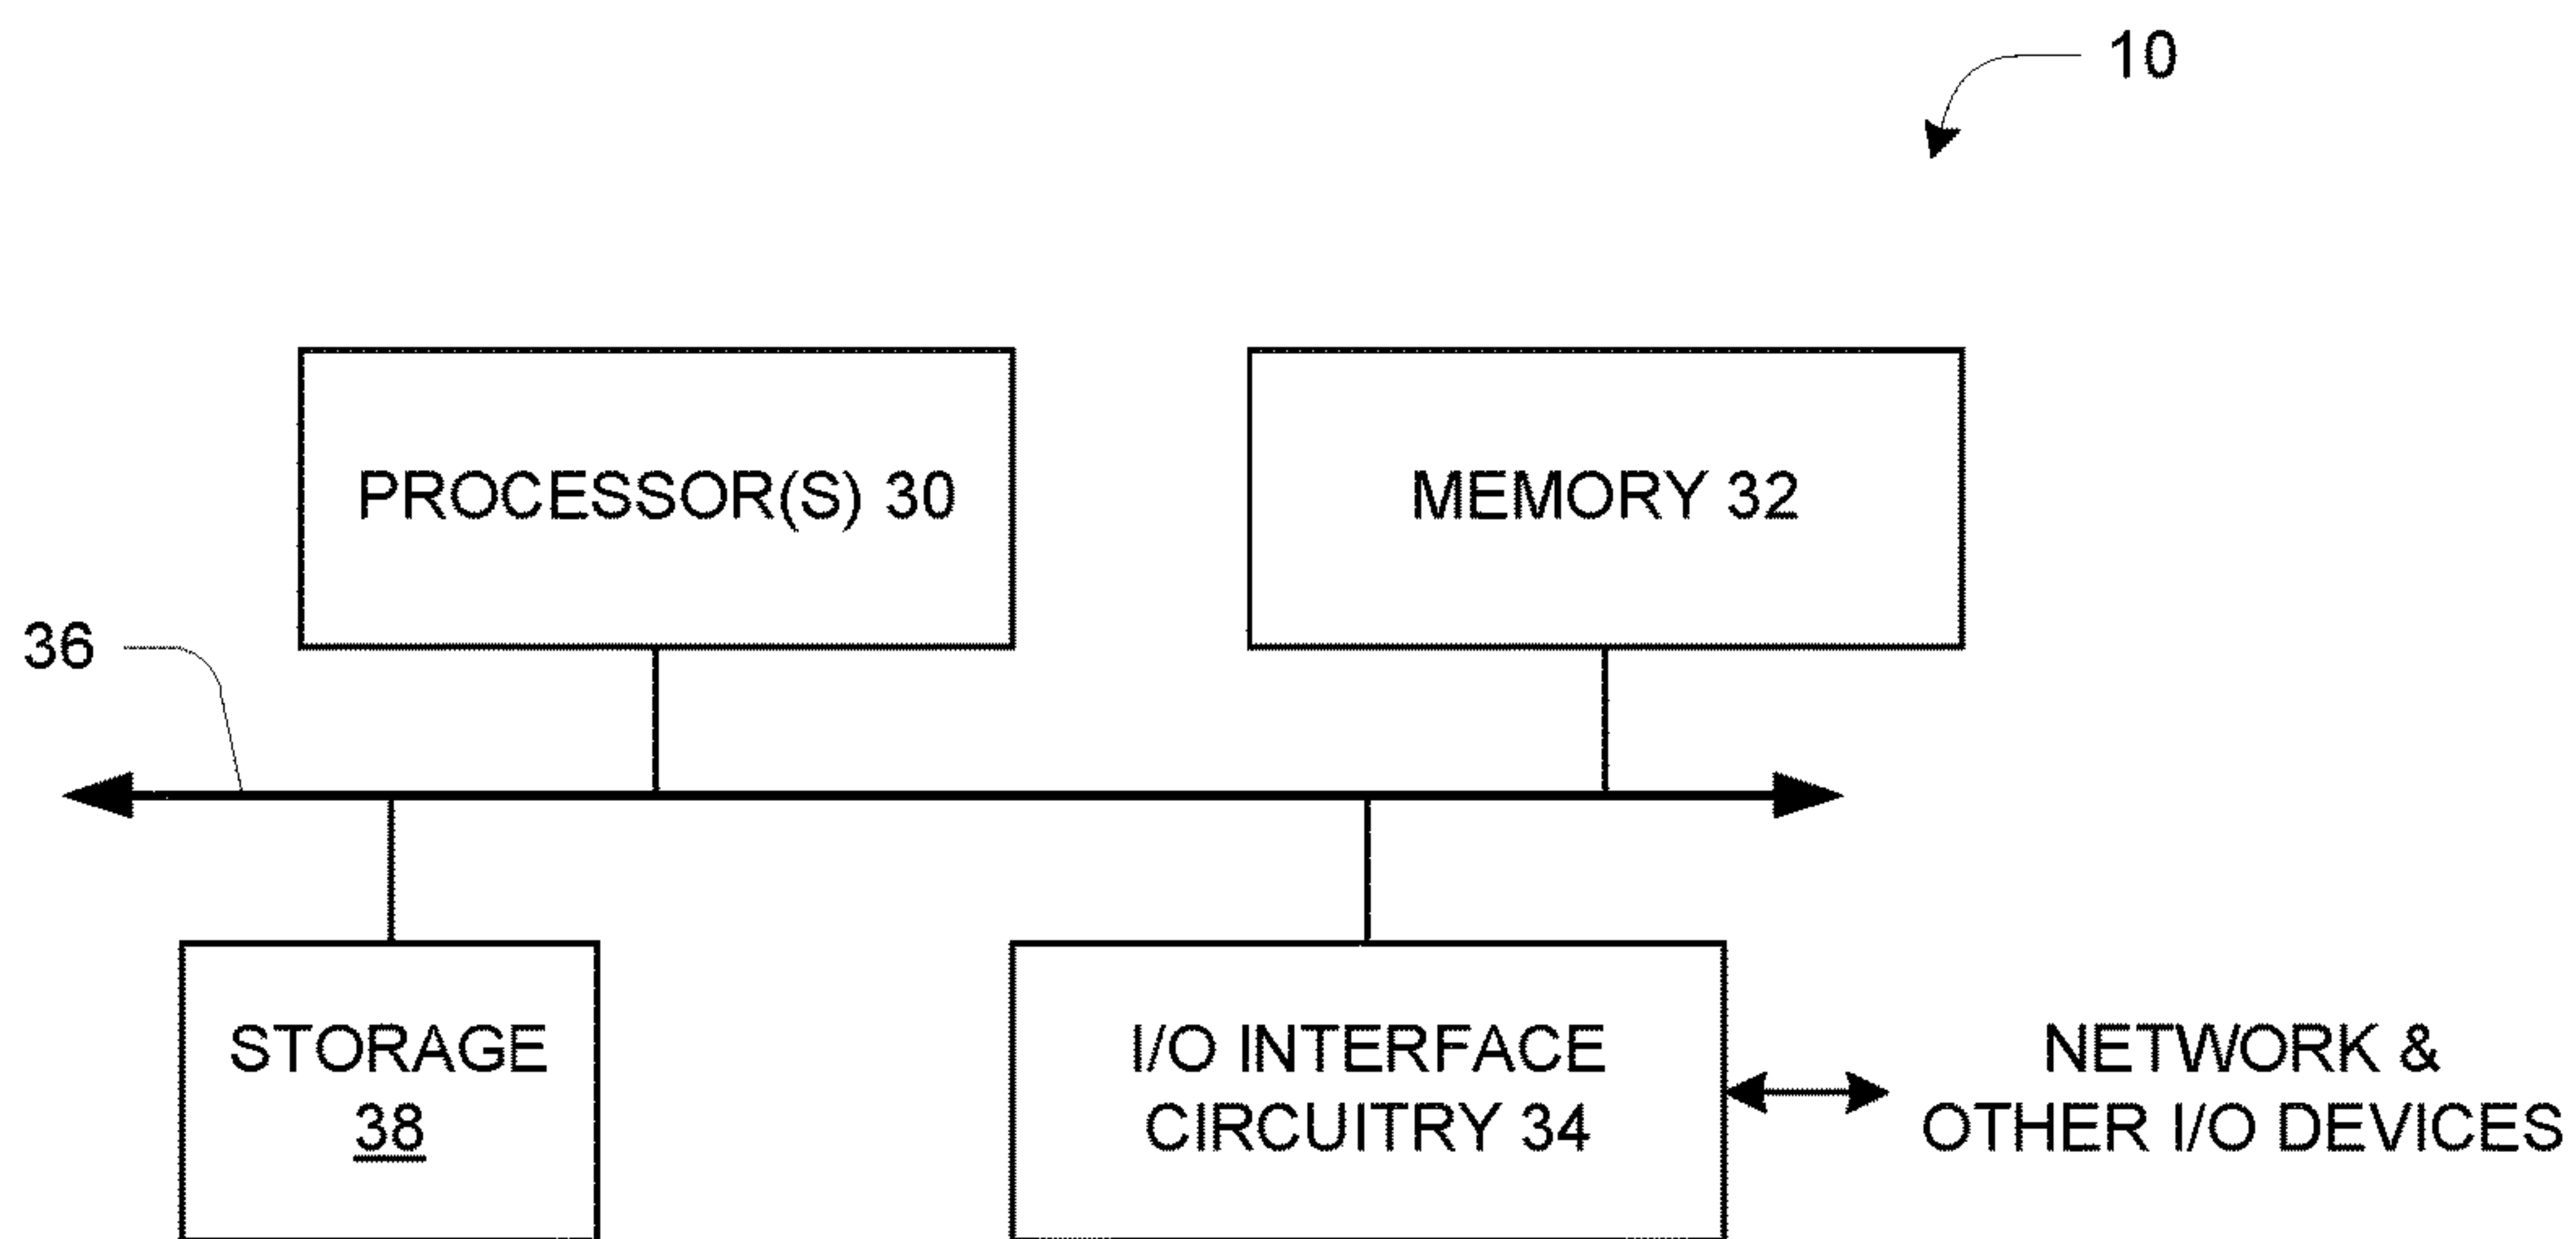 10
PROCESSOR(S) 30
MEMORY 32
36
STORAGE
38
I/O INTERFACE
CIRCUITRY 34
NETWORK &
OTHER I/O DEVICES